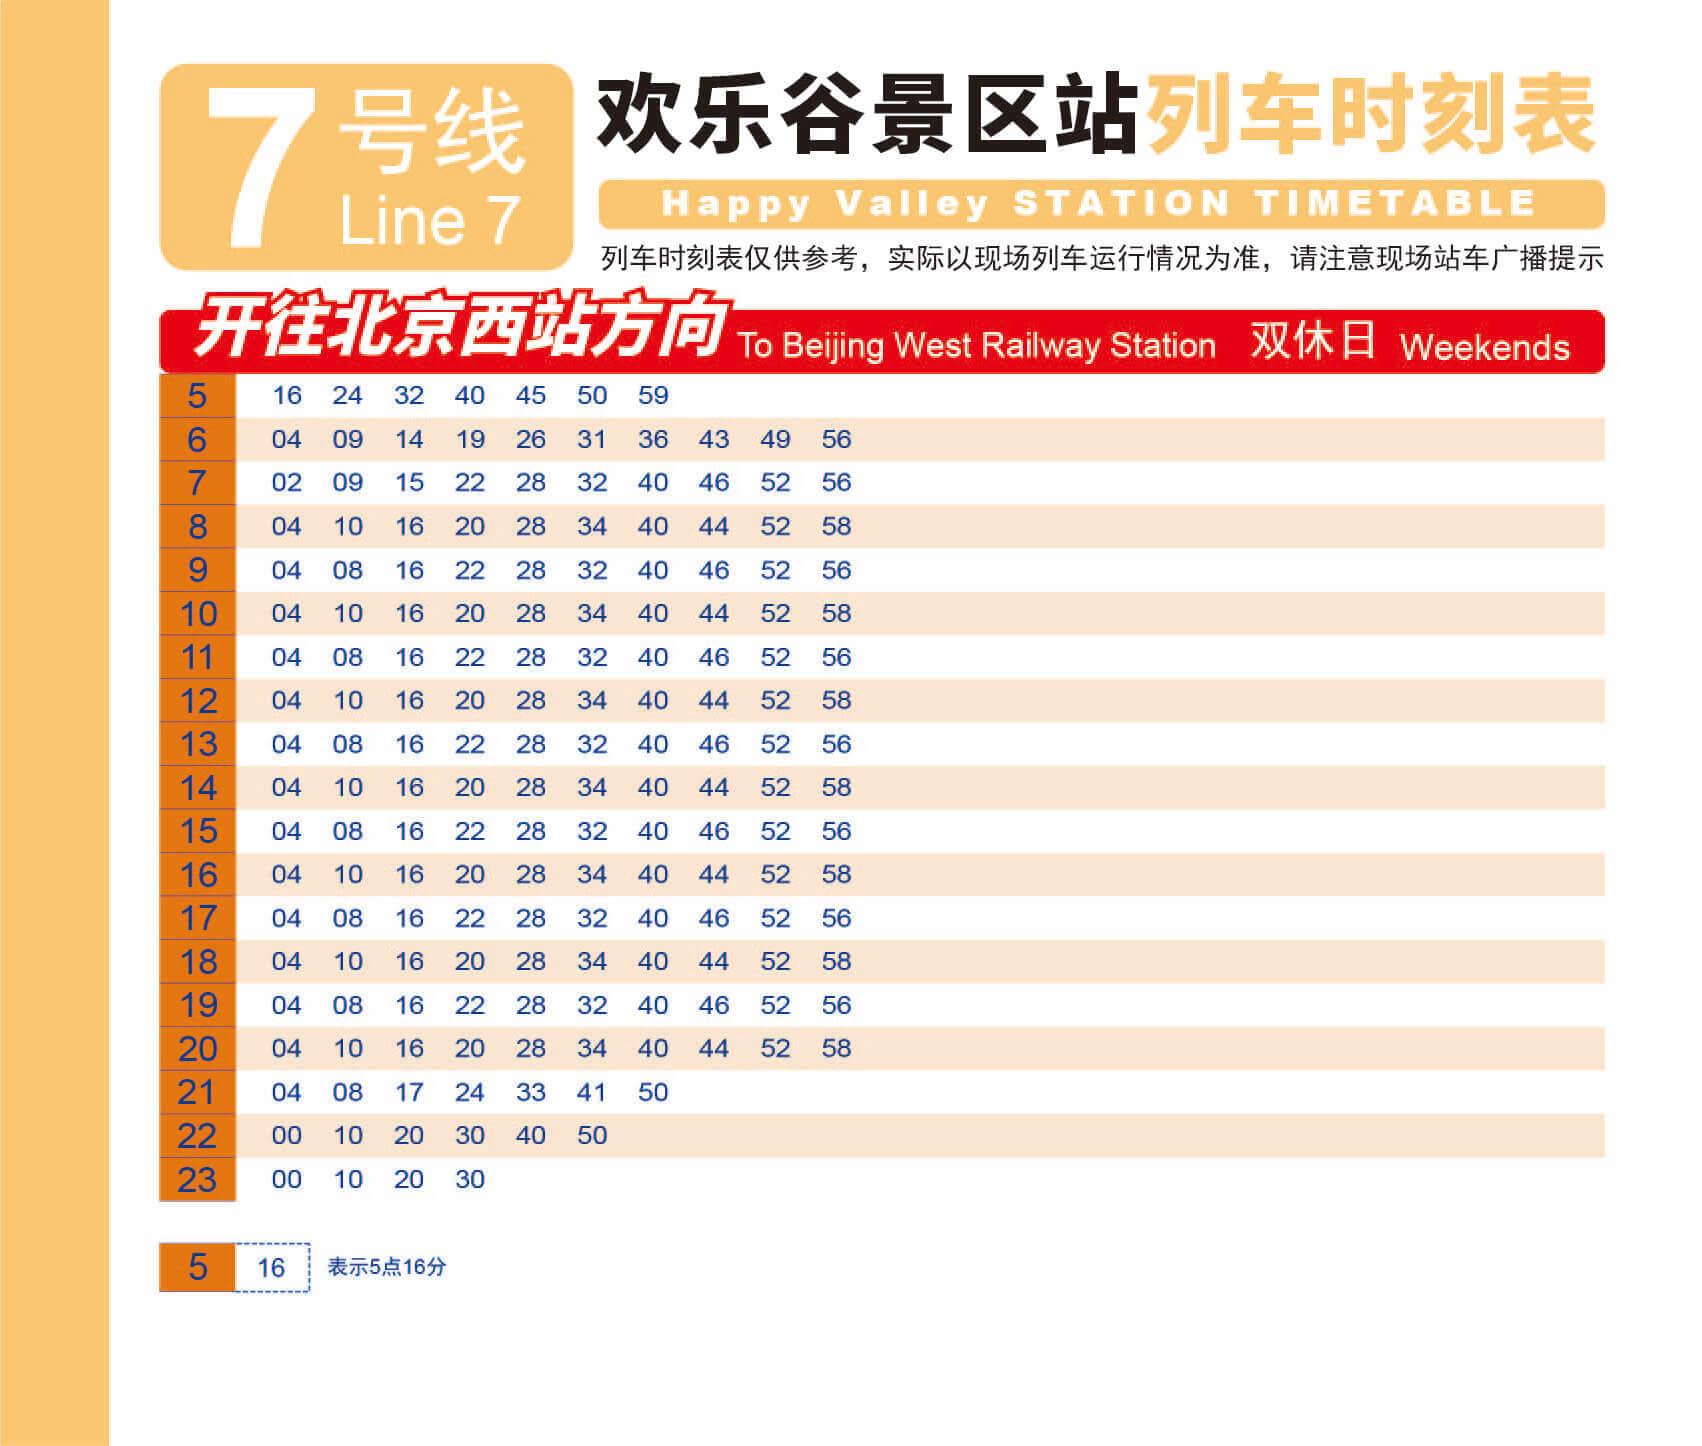 7号线
Line 7
欢乐谷景区站列车时刻表
Happy Valley STATION TIMETABLE
列车时刻表仅供参考，实际以现场列车运行情况为准，请注意现场站车广播提示
开往北京西站方向 To Beijing West Railway Station 双休日 Weekends
5 16 24 32 40 45 50 59
6 04 09 14 19 26 31 36 43 49 56
7 02 09 15 22 28 32 40 46 52 56
8 04 10 16 20 28 34 40 44 52 58
9 04 08 16 22 28 32 40 46 52 56
10 04 10 16 20 28 34 40 44 52 58
11 04 08 16 22 28 32 40 46 52 56
12 04 10 16 20 28 34 40 44 52 58
13 04 08 16 22 28 32 40 46 52 56
14 04 10 16 20 28 34 40 44 52 58
15 04 08 16 22 28 32 40 46 52 56
16 04 10 16 20 28 34 40 44 52 58
17 04 08 16 22 28 32 40 46 52 56
18 04 10 16 20 28 34 40 44 52 58
19 04 08 16 22 28 32 40 46 52 56
20 04 10 16 20 28 34 40 44 52 58
21 04 08 17 24 33 41 50
22 00 10 20 30 40 50
23 00 10 20 30
5 16 表示5点16分